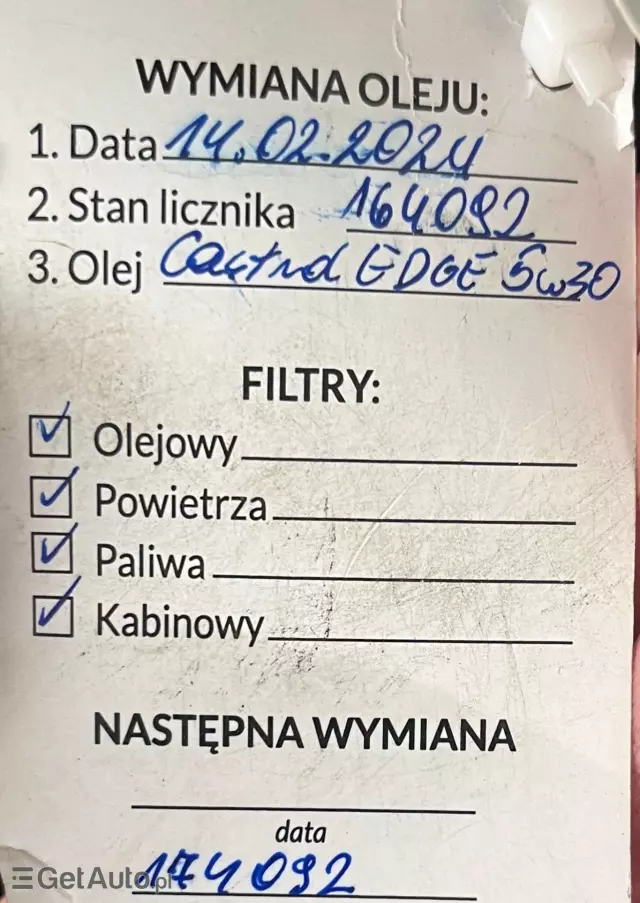 WYMIANA OLEJU:
1. Data 14.02.2024
2. Stan licznika 164092
3. Olej Castrol EDGE 5w30
FILTRY:
Olejowy
Powietrza
Paliwa
Kabinowy
NASTĘPNA WYMIANA
data
174092
GetAuto.pl